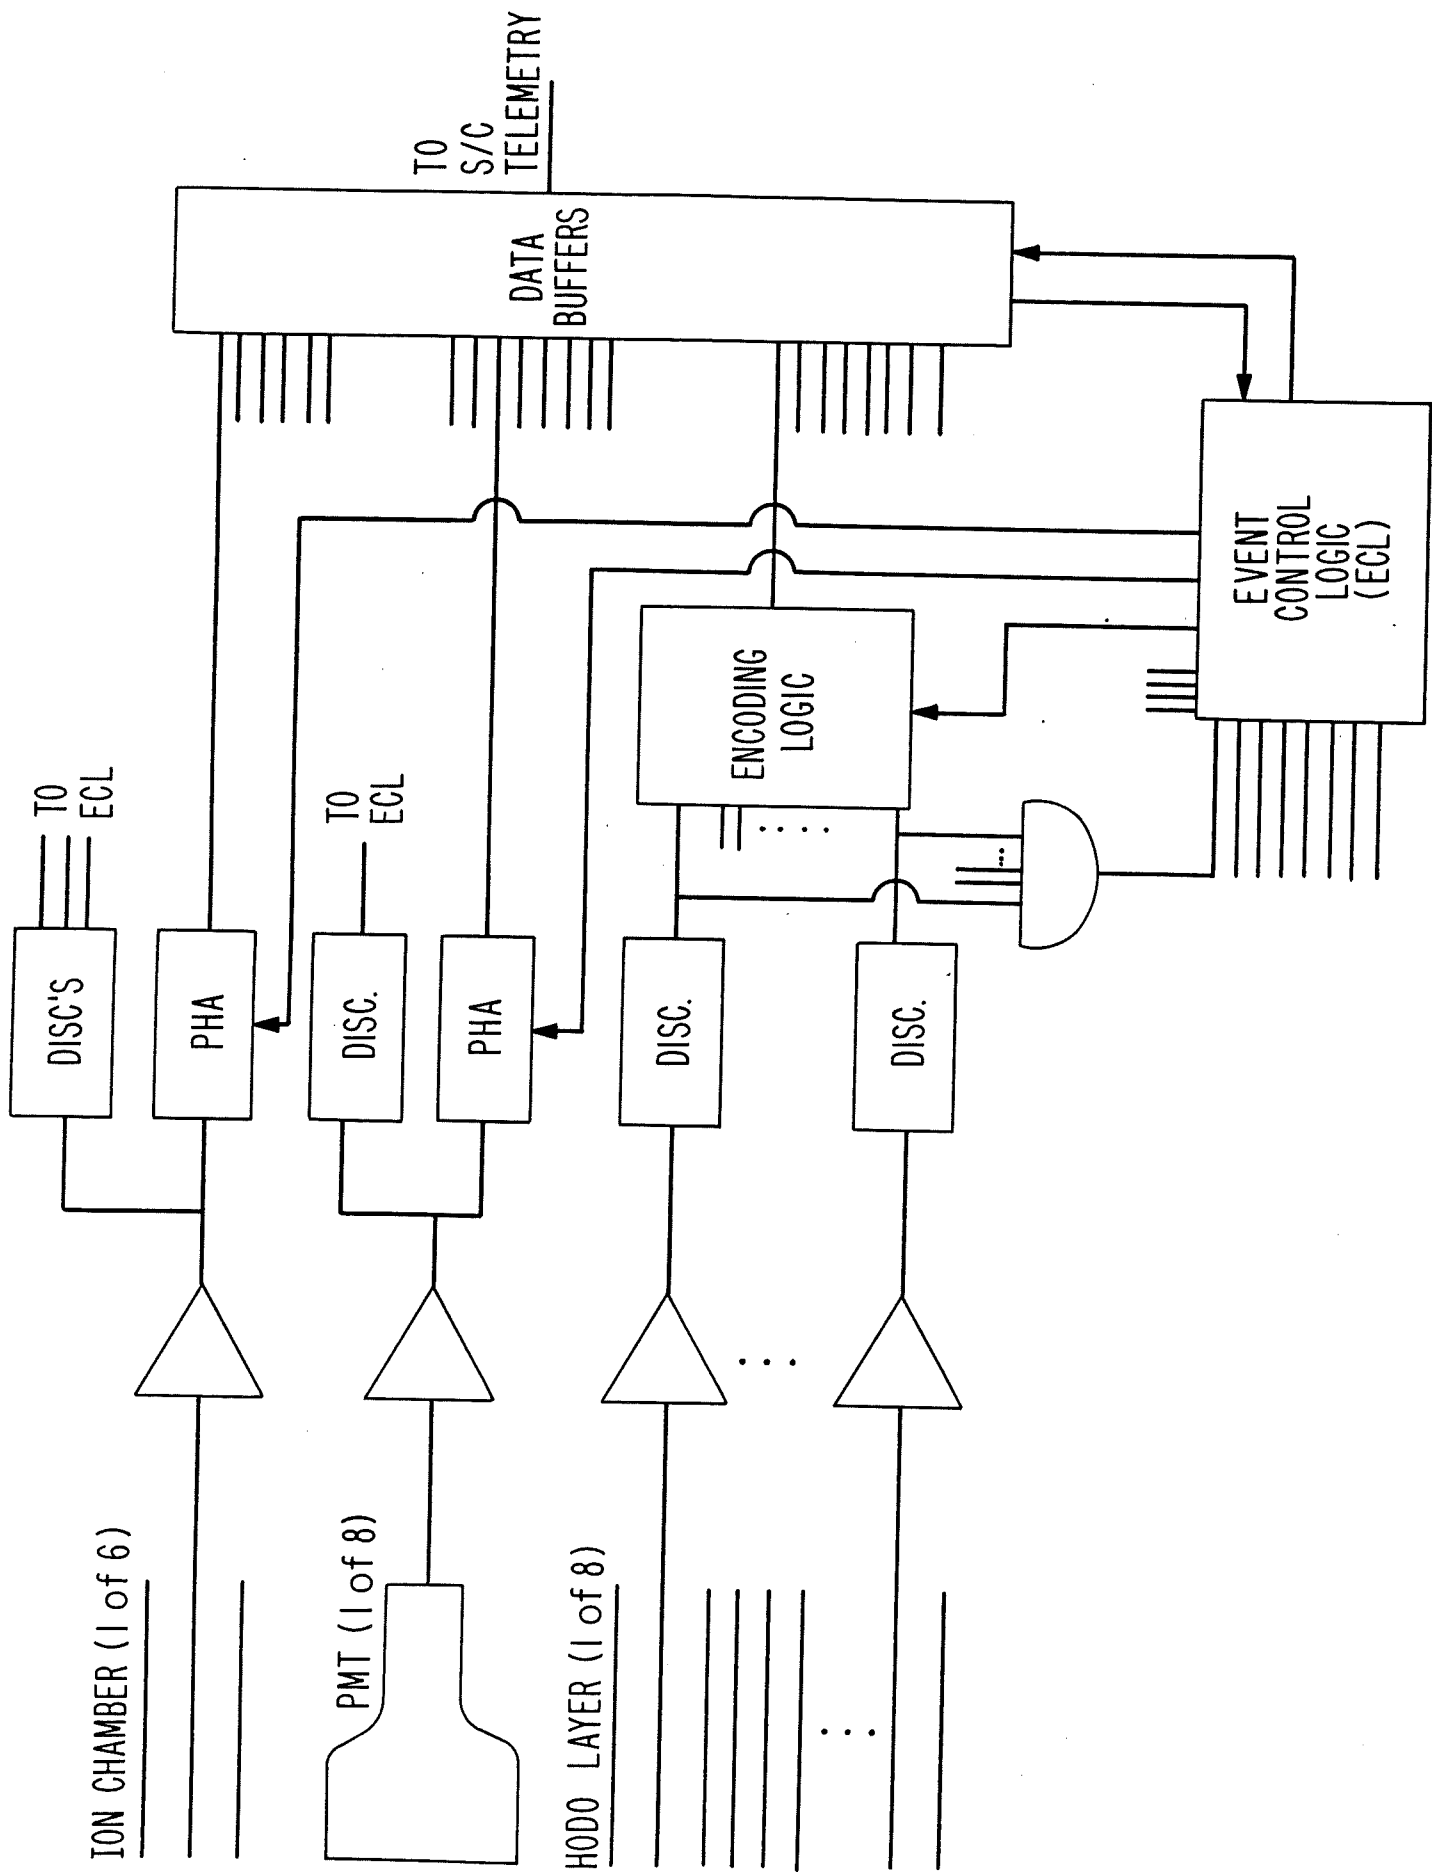 ION CHAMBER (1 of 6)
DISC'S
TO
ECL
PHA
PMT (1 of 8)
DISC.
TO
ECL
PHA
HODO LAYER (1 of 8)
DISC.
DISC.
ENCODING
LOGIC
DATA
BUFFERS
TO
S/C
TELEMETRY
EVENT
CONTROL
LOGIC
(ECL)